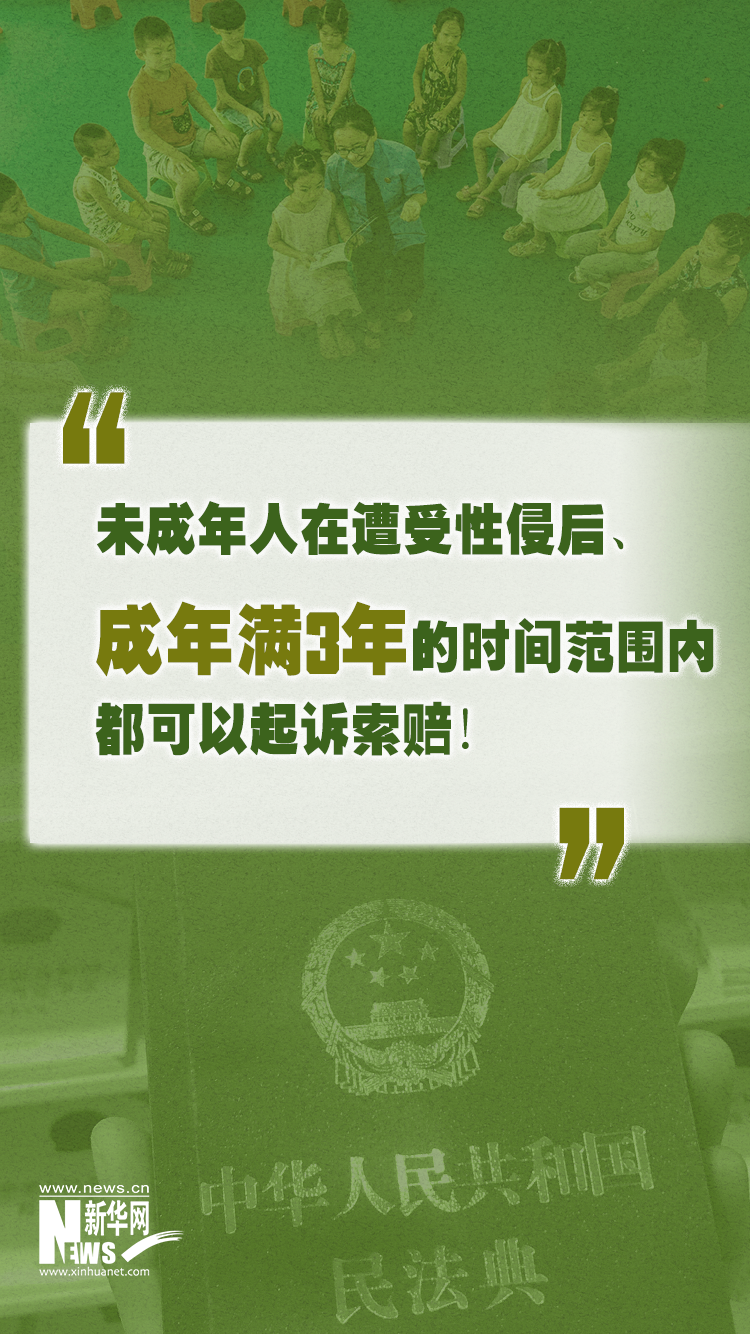 “
未成年人在遭受性侵后、
成年满3年的时间范围内
都可以起诉索赔！
”
中华人民共和国
民法典
www.news.cn
NEWS 新华网
www.xinhuanet.com